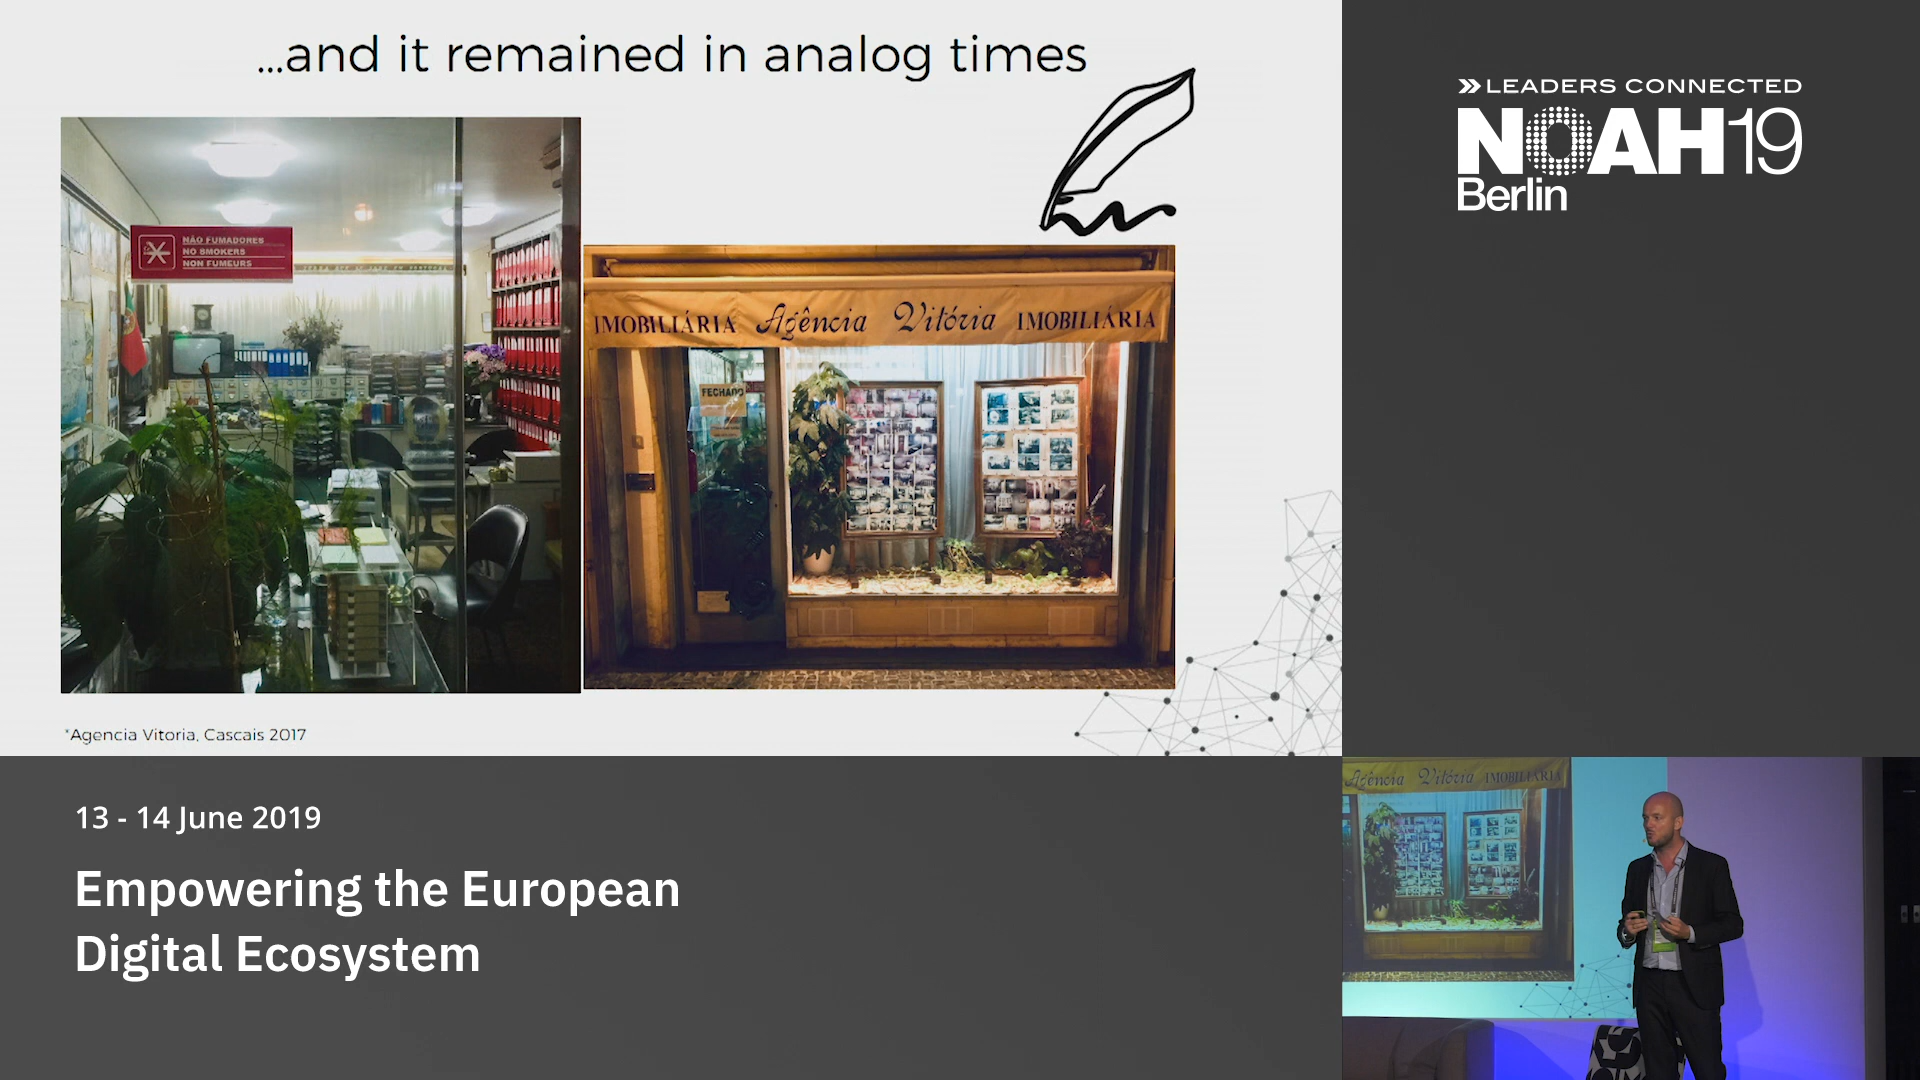 ...and it remained in analog times
NÃO FUMADORES
NO SMOKERS
NON FUMEURS
IMOBILIÁRIA Agência Vitória IMOBILIÁRIA
FECHADO
*Agencia Vitoria, Cascais 2017
LEADERS CONNECTED
NOAH19
Berlin
13 - 14 June 2019
Empowering the European
Digital Ecosystem
Agência Vitória IMOBILIÁRIA